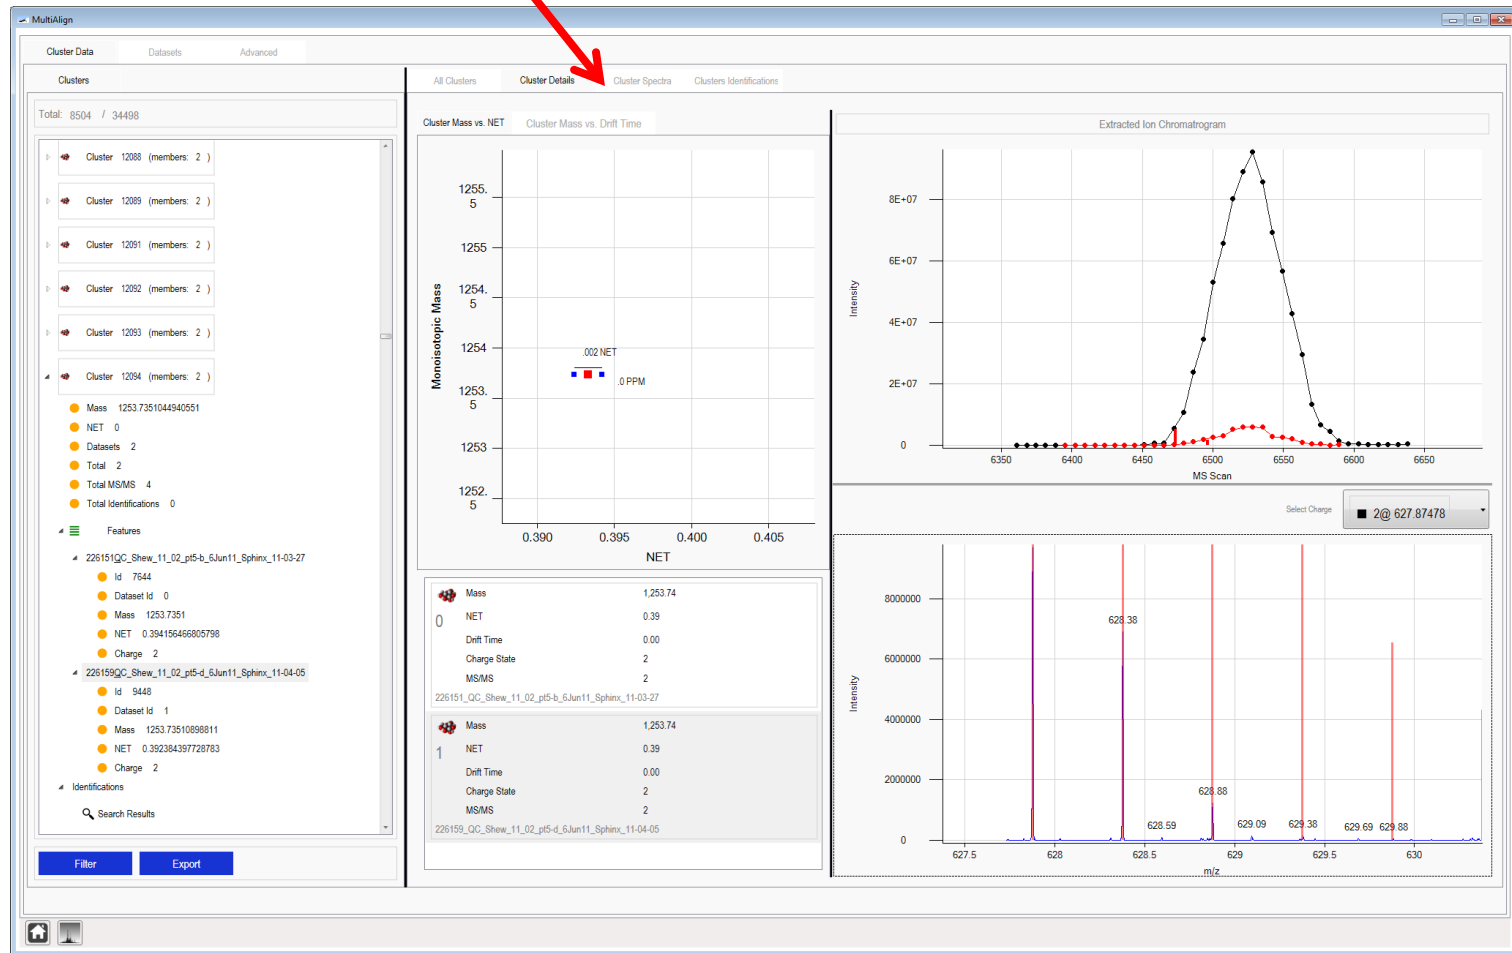 MultiAlign
Cluster Data Datasets Advanced
Clusters
Total: 8504 / 34498
Cluster 12088 (members: 2 )
Cluster 12089 (members: 2 )
Cluster 12091 (members: 2 )
Cluster 12092 (members: 2 )
Cluster 12093 (members: 2 )
Cluster 12094 (members: 2 )
Mass 1253.7351044940551
NET 0
Datasets 2
Total 2
Total MS/MS 4
Total Identifications 0
Features
226151QC_Shew_11_02_pt5-b_6Jun11_Sphinx_11-03-27
Id 7644
Dataset Id 0
Mass 1253.7351
NET 0.394156466805798
Charge 2
226159QC_Shew_11_02_pt5-d_6Jun11_Sphinx_11-04-05
Id 9448
Dataset Id 1
Mass 1253.73510898811
NET 0.392384397728783
Charge 2
Identifications
Search Results
Filter Export
All Clusters Cluster Details Cluster Spectra Clusters Identifications
Cluster Mass vs. NET Cluster Mass vs. Drift Time
Monoisotopic Mass
1255.
5
1255
1254.
5
1254
1253.
5
1253
1252.
5
.002 NET
.0 PPM
0.390 0.395 0.400 0.405
NET
Mass 1,253.74
0
NET 0.39
Drift Time 0.00
Charge State 2
MS/MS 2
226151_QC_Shew_11_02_pt5-b_6Jun11_Sphinx_11-03-27
Mass 1,253.74
1
NET 0.39
Drift Time 0.00
Charge State 2
MS/MS 2
226159_QC_Shew_11_02_pt5-d_6Jun11_Sphinx_11-04-05
Extracted Ion Chromatogram
Intensity
8E+07
6E+07
4E+07
2E+07
0
6350 6400 6450 6500 6550 6600 6650
MS Scan
Select Charge 2@ 627.87478
Intensity
8000000
6000000
4000000
2000000
0
628.38
628.88
628.59 629.09 629.38 629.69 629.88
627.5 628 628.5 629 629.5 630
m/z